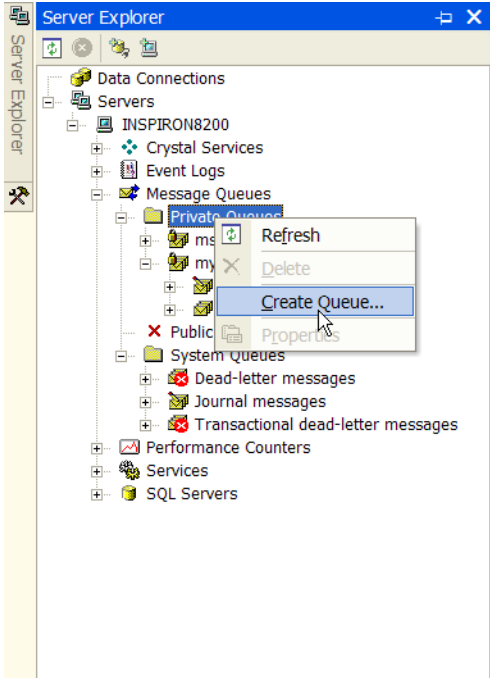 Server Explorer
Server Explorer
Data Connections
Servers
INSPIRON8200
Crystal Services
Event Logs
Message Queues
Private Queues
Refresh
ms
my
Delete
Create Queue...
Public
Properties
System Queues
Dead-letter messages
Journal messages
Transactional dead-letter messages
Performance Counters
Services
SQL Servers